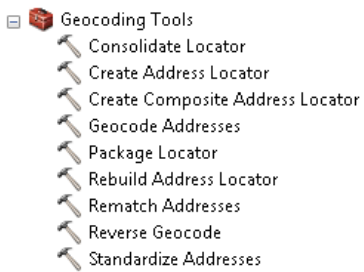 Geocoding Tools
Consolidate Locator
Create Address Locator
Create Composite Address Locator
Geocode Addresses
Package Locator
Rebuild Address Locator
Rematch Addresses
Reverse Geocode
Standardize Addresses